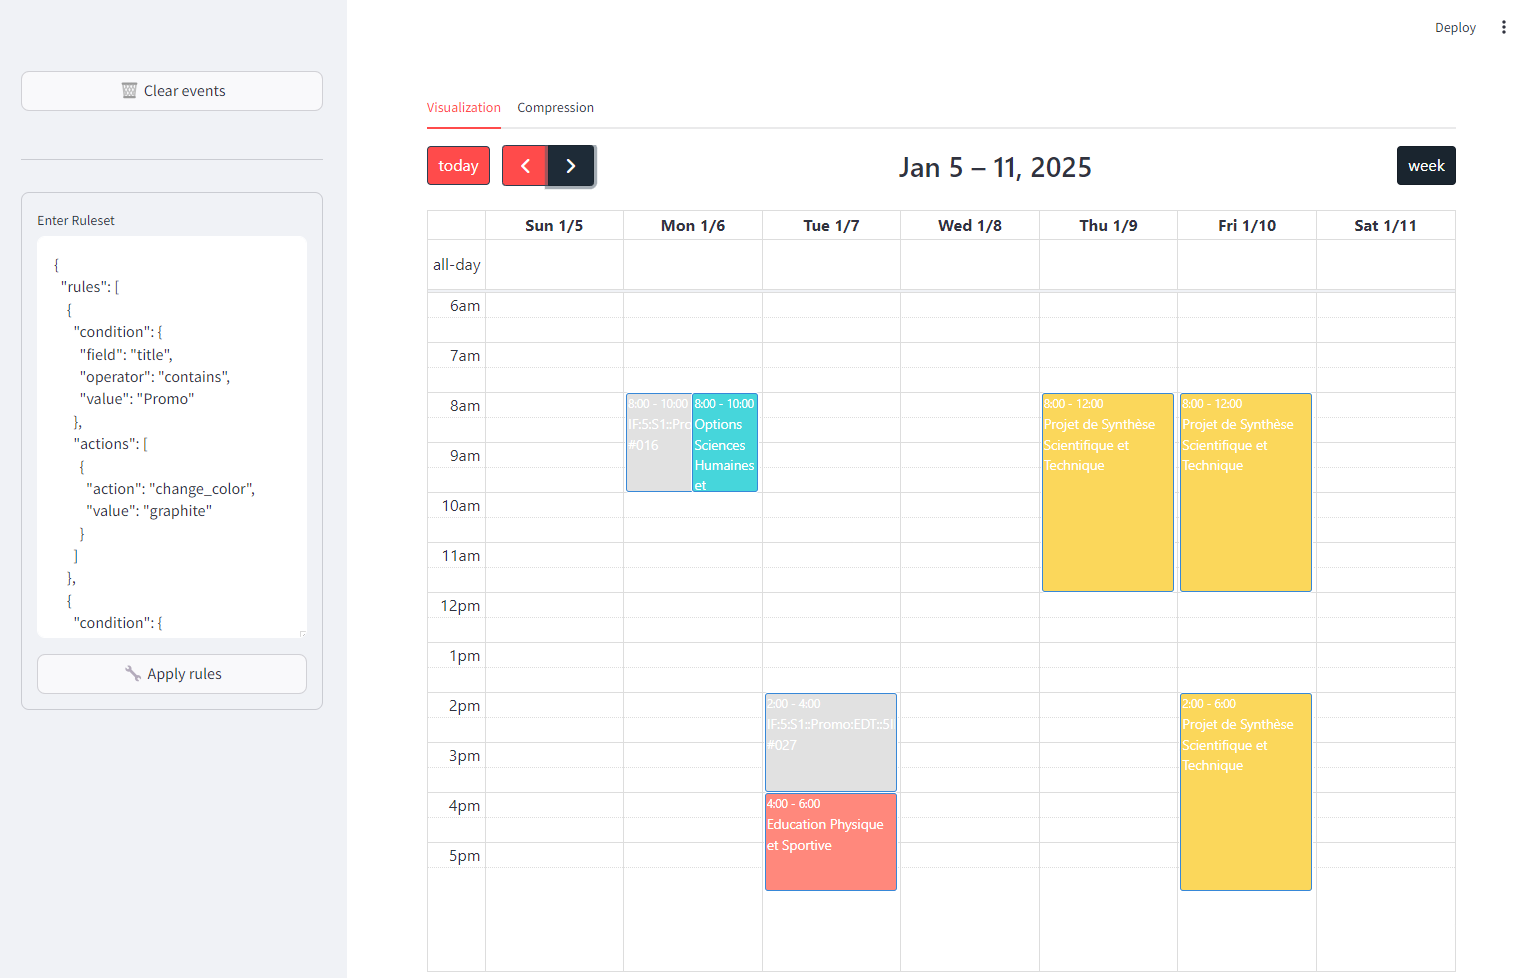 Deploy
Clear events
Enter Ruleset
{
"rules": [
{
"condition": {
"field": "title",
"operator": "contains",
"value": "Promo"
},
"actions": [
{
"action": "change_color",
"value": "graphite"
}
]
},
{
"condition": {
Apply rules
Visualization Compression
today
Jan 5 – 11, 2025
week
Sun 1/5 Mon 1/6 Tue 1/7 Wed 1/8 Thu 1/9 Fri 1/10 Sat 1/11
all-day
6am
7am
8am
9am
10am
11am
12pm
1pm
2pm
3pm
4pm
5pm
8:00 - 10:00
IF:5:S1::Pro
#016
8:00 - 10:00
Options
Sciences
Humaines
et
2:00 - 4:00
IF:5:S1::Promo:EDT::5I
#027
4:00 - 6:00
Education Physique
et Sportive
8:00 - 12:00
Projet de Synthèse
Scientifique et
Technique
8:00 - 12:00
Projet de Synthèse
Scientifique et
Technique
2:00 - 6:00
Projet de Synthèse
Scientifique et
Technique